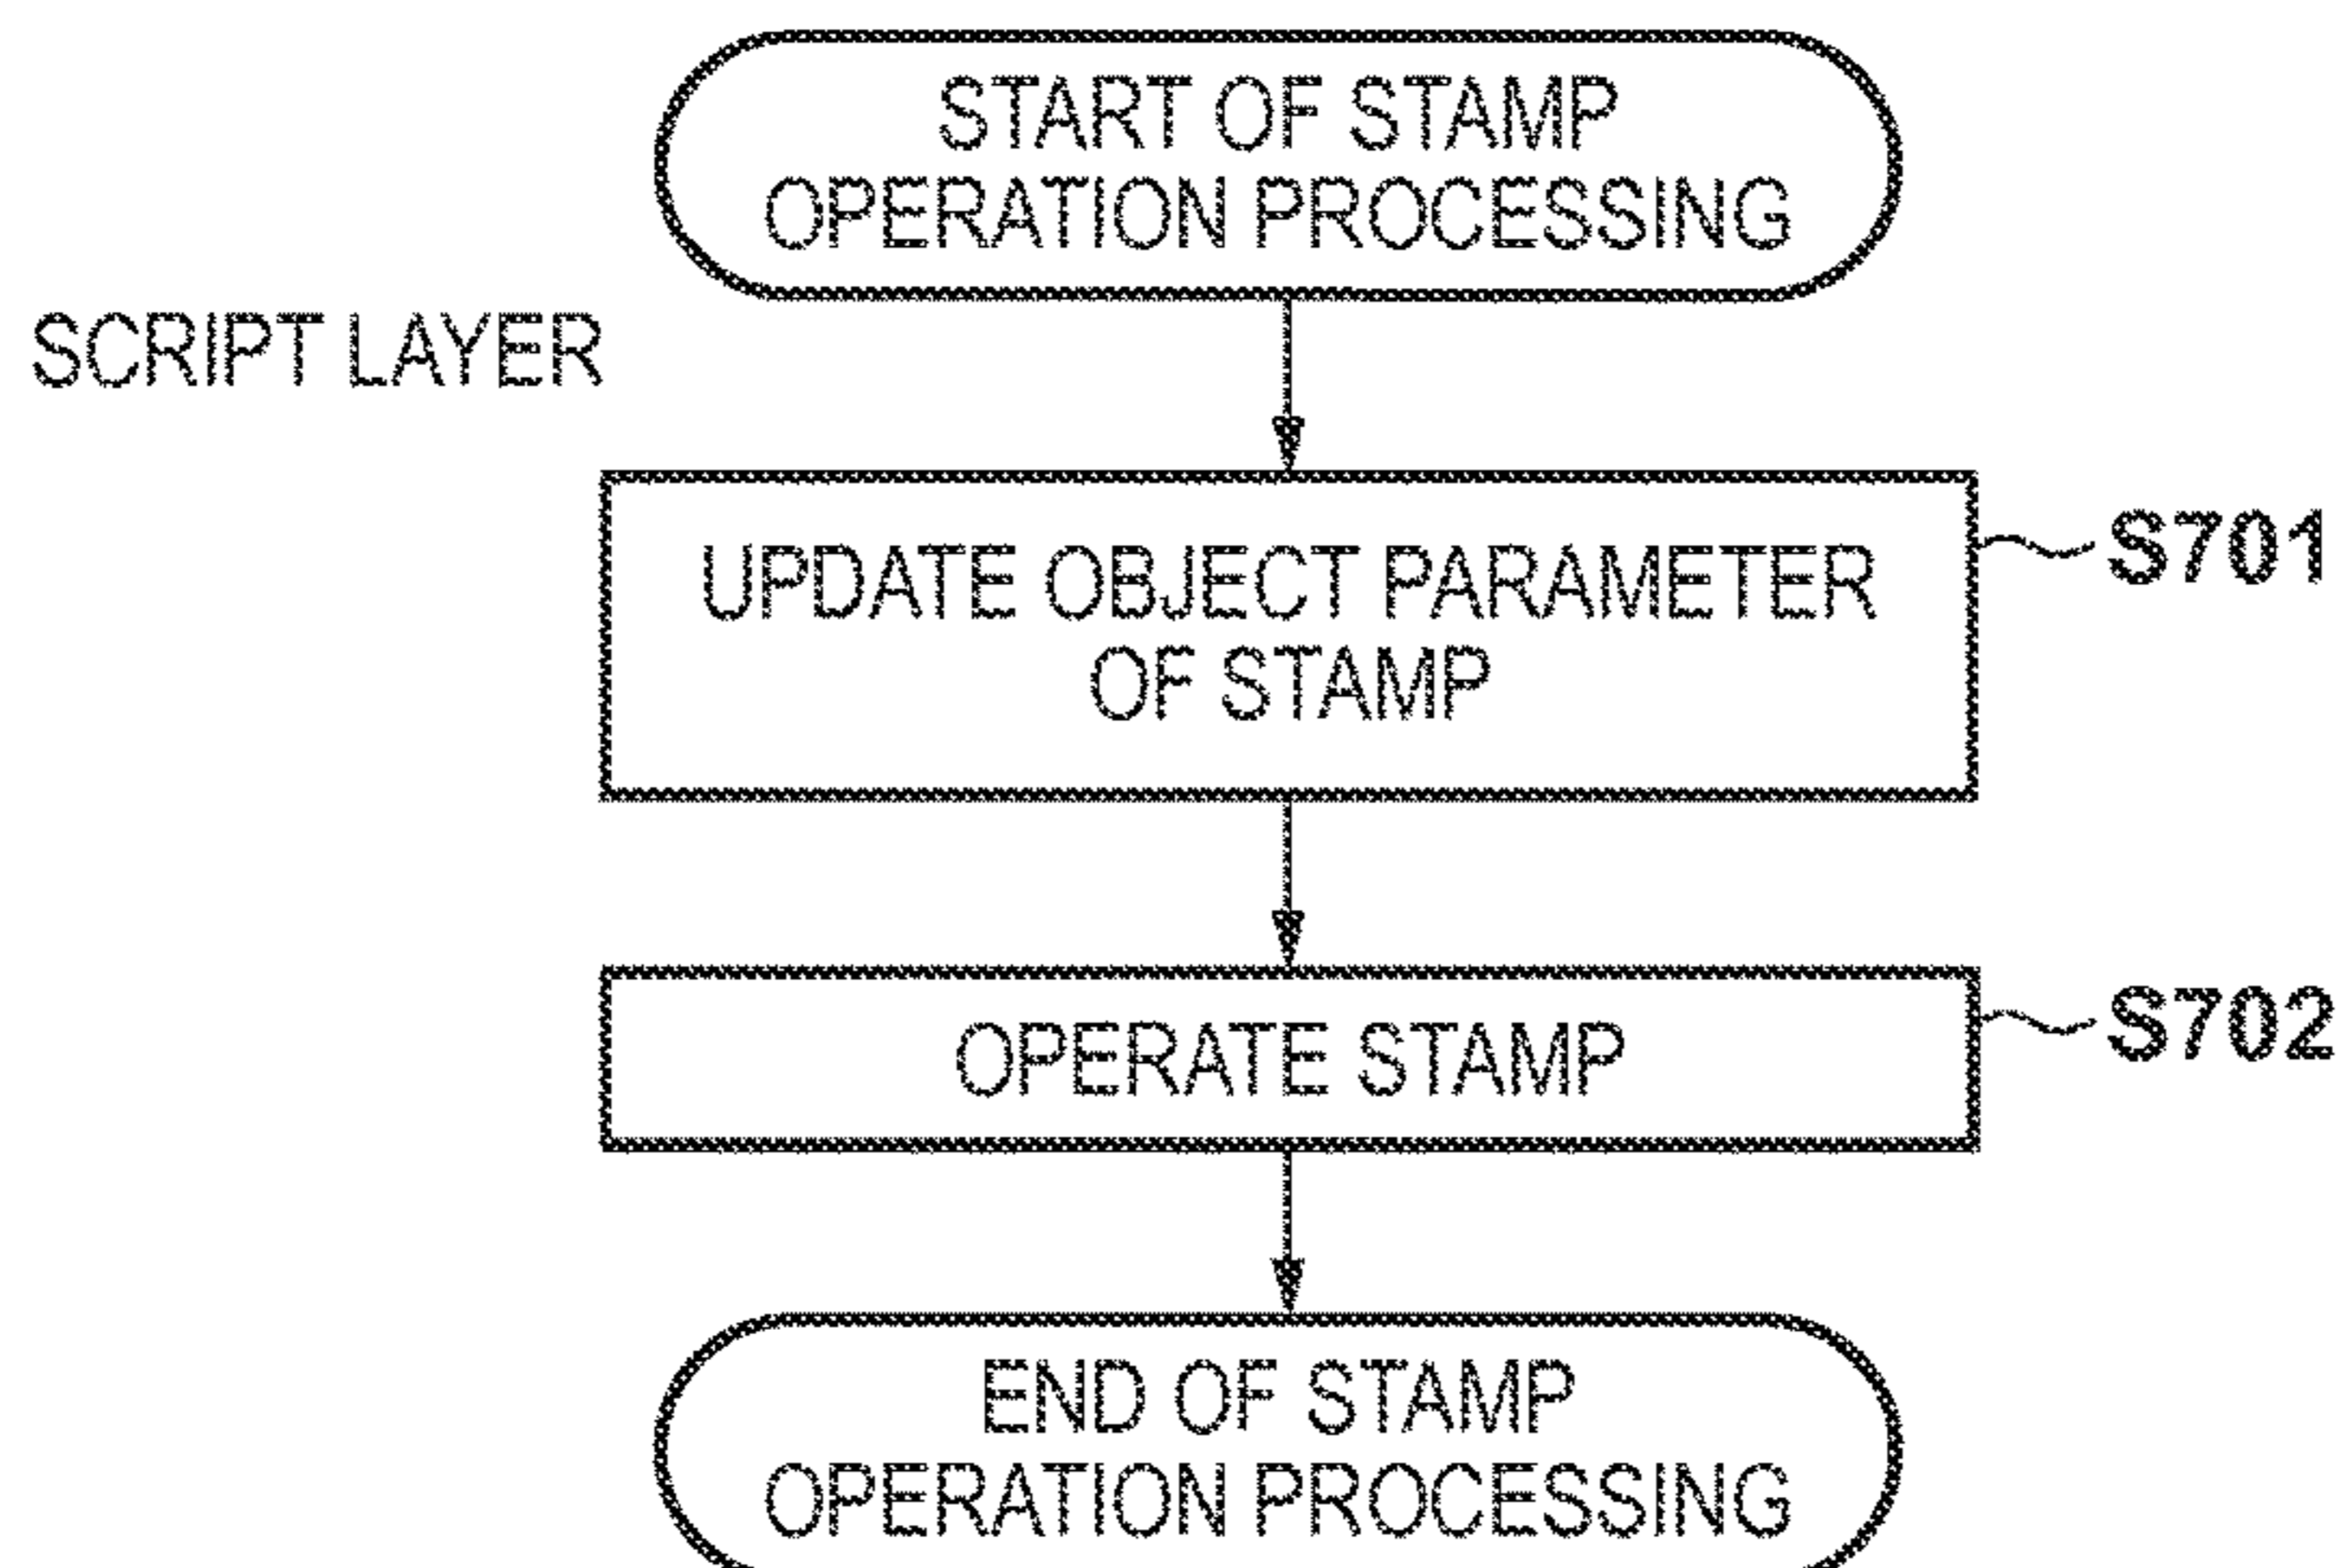 START OF STAMP
OPERATION PROCESSING
SCRIPT LAYER
UPDATE OBJECT PARAMETER
OF STAMP
S701
OPERATE STAMP
S702
END OF STAMP
OPERATION PROCESSING